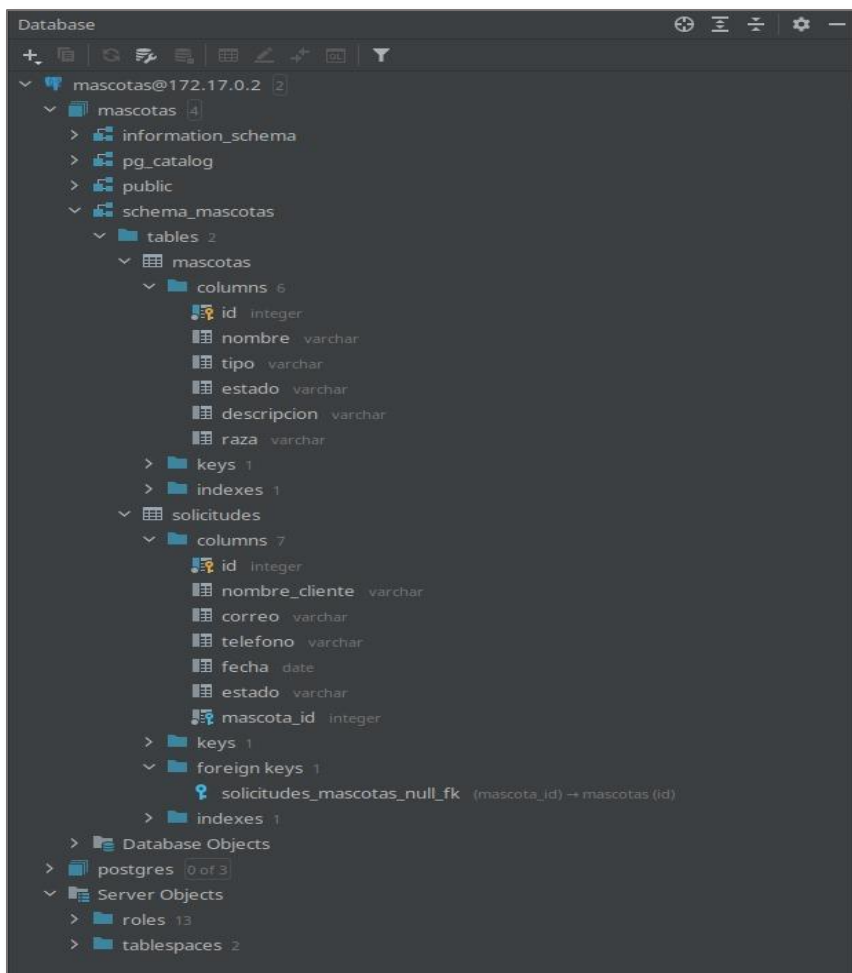 Database
mascotas@172.17.0.2 2
mascotas 4
information_schema
pg_catalog
public
schema_mascotas
tables 2
mascotas
columns 6
id integer
nombre varchar
tipo varchar
estado varchar
descripcion varchar
raza varchar
keys 1
indexes 1
solicitudes
columns 7
id integer
nombre_cliente varchar
correo varchar
telefono varchar
fecha date
estado varchar
mascota_id integer
keys 1
foreign keys 1
solicitudes_mascotas_null_fk (mascota_id) → mascotas (id)
indexes 1
Database Objects
postgres 0 of 3
Server Objects
roles 13
tablespaces 2